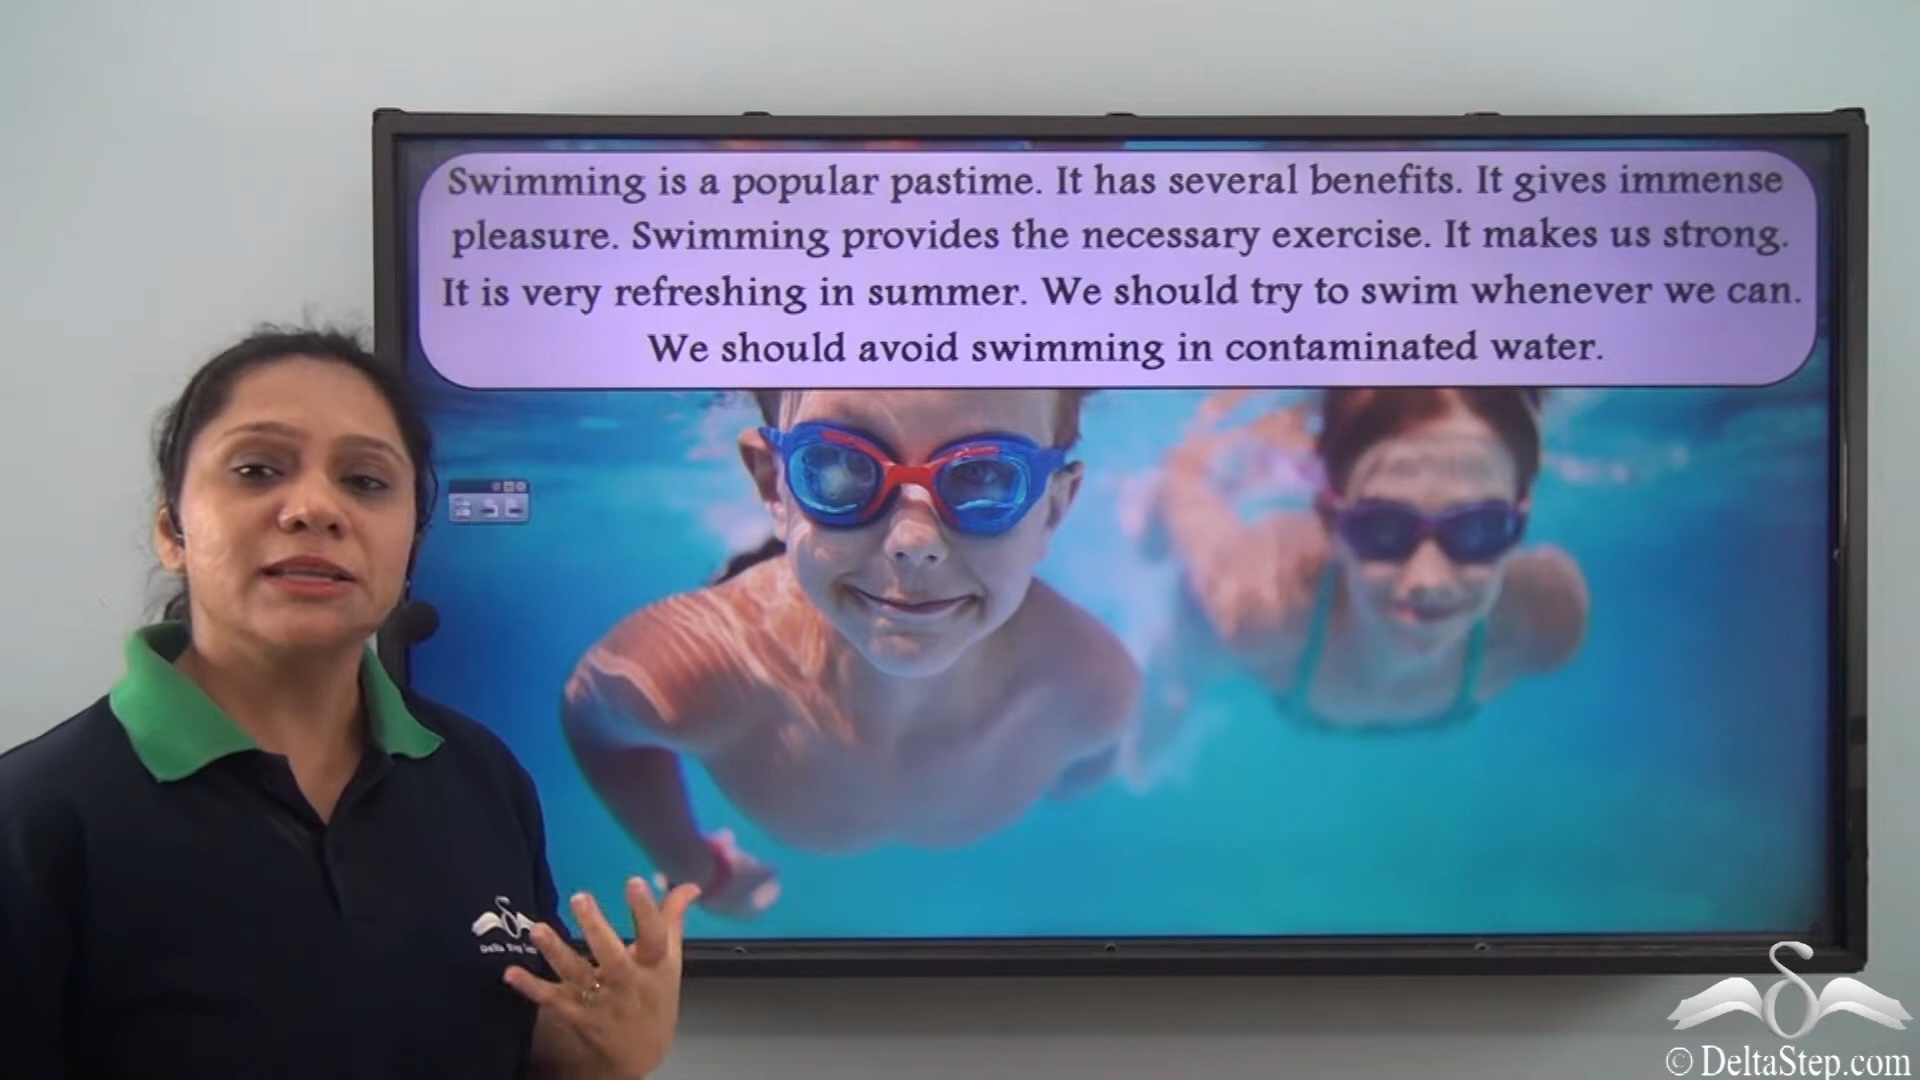 Swimming is a popular pastime. It has several benefits. It gives immense
pleasure. Swimming provides the necessary exercise. It makes us strong.
It is very refreshing in summer. We should try to swim whenever we can.
We should avoid swimming in contaminated water.
Delta Step
© DeltaStep.com